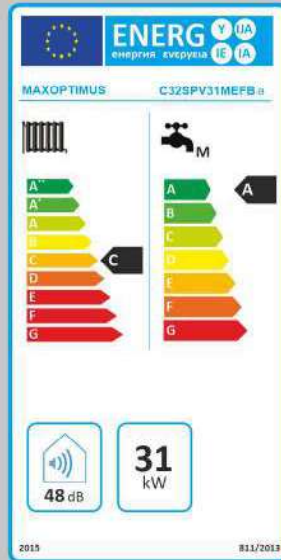 ENERG Y IJA
енергия ενεργεια IE IA
MAXOPTIMUS C32SPV31MEFB a
M
A++
A+
A
B
C
D
E
F
G
C
A
B
C
D
E
F
G
A
48 dB
31
kW
2015 811/2013